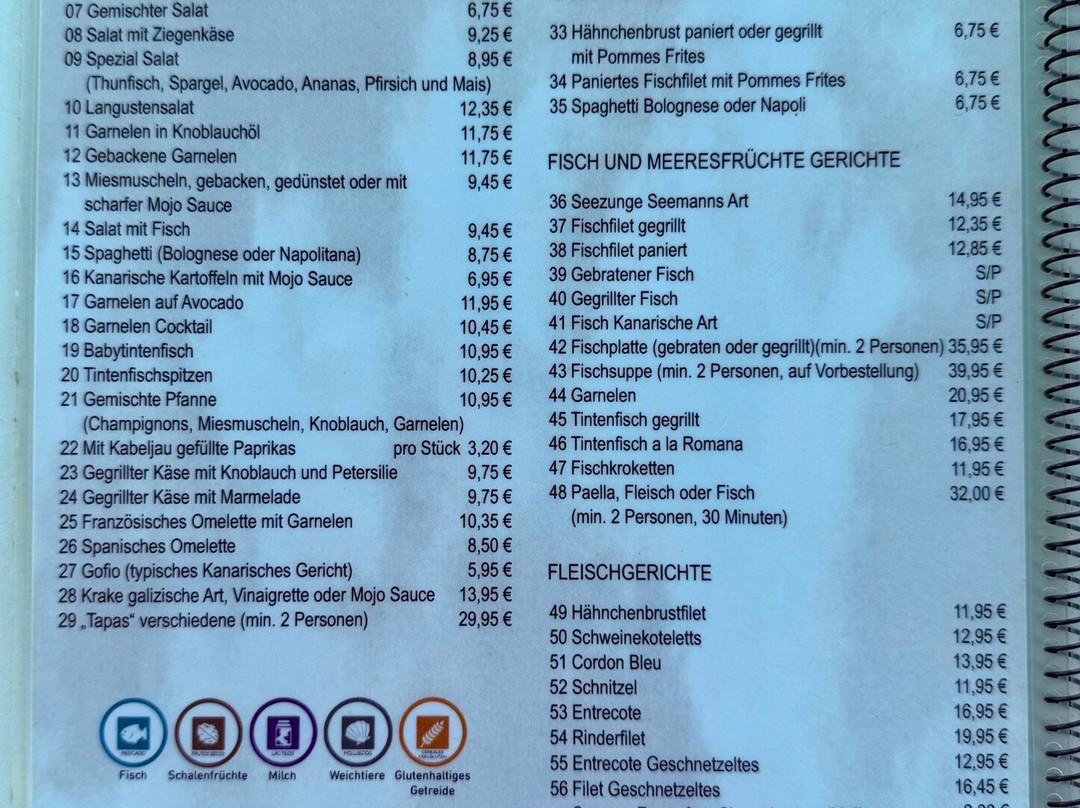 07 Gemischter Salat 6,75 €
08 Salat mit Ziegenkäse 9,25 €
09 Spezial Salat 8,95 €
(Thunfisch, Spargel, Avocado, Ananas, Pfirsich und Mais)
10 Langustensalat 12,35 €
11 Garnelen in Knoblauchöl 11,75 €
12 Gebackene Garnelen 11,75 €
13 Miesmuscheln, gebacken, gedünstet oder mit 9,45 €
scharfer Mojo Sauce
14 Salat mit Fisch 9,45 €
15 Spaghetti (Bolognese oder Napolitana) 8,75 €
16 Kanarische Kartoffeln mit Mojo Sauce 6,95 €
17 Garnelen auf Avocado 11,95 €
18 Garnelen Cocktail 10,45 €
19 Babytintenfisch 10,95 €
20 Tintenfischspitzen 10,25 €
21 Gemischte Pfanne 10,95 €
(Champignons, Miesmuscheln, Knoblauch, Garnelen)
22 Mit Kabeljau gefüllte Paprikas pro Stück 3,20 €
23 Gegrillter Käse mit Knoblauch und Petersilie 9,75 €
24 Gegrillter Käse mit Marmelade 9,75 €
25 Französisches Omelette mit Garnelen 10,35 €
26 Spanisches Omelette 8,50 €
27 Gofio (typisches Kanarisches Gericht) 5,95 €
28 Krake galizische Art, Vinaigrette oder Mojo Sauce 13,95 €
29 „Tapas“ verschiedene (min. 2 Personen) 29,95 €
PESCADO
LÁCTEOS
MOLUSCOS
Fisch
Schalenfrüchte
Milch
Weichtiere
Glutenhaltiges
Getreide
33 Hähnchenbrust paniert oder gegrillt 6,75 €
mit Pommes Frites
34 Paniertes Fischfilet mit Pommes Frites 6,75 €
35 Spaghetti Bolognese oder Napoli 6,75 €
FISCH UND MEERESFRÜCHTE GERICHTE
36 Seezunge Seemanns Art 14,95 €
37 Fischfilet gegrillt 12,35 €
38 Fischfilet paniert 12,85 €
39 Gebratener Fisch S/P
40 Gegrillter Fisch S/P
41 Fisch Kanarische Art S/P
42 Fischplatte (gebraten oder gegrillt)(min. 2 Personen) 35,95 €
43 Fischsuppe (min. 2 Personen, auf Vorbestellung) 39,95 €
44 Garnelen 20,95 €
45 Tintenfisch gegrillt 17,95 €
46 Tintenfisch a la Romana 16,95 €
47 Fischkroketten 11,95 €
48 Paella, Fleisch oder Fisch 32,00 €
(min. 2 Personen, 30 Minuten)
FLEISCHGERICHTE
49 Hähnchenbrustfilet 11,95 €
50 Schweinekoteletts 12,95 €
51 Cordon Bleu 13,95 €
52 Schnitzel 11,95 €
53 Entrecote 16,95 €
54 Rinderfilet 19,95 €
55 Entrecote Geschnetzeltes 12,95 €
56 Filet Geschnetzeltes 16,45 €